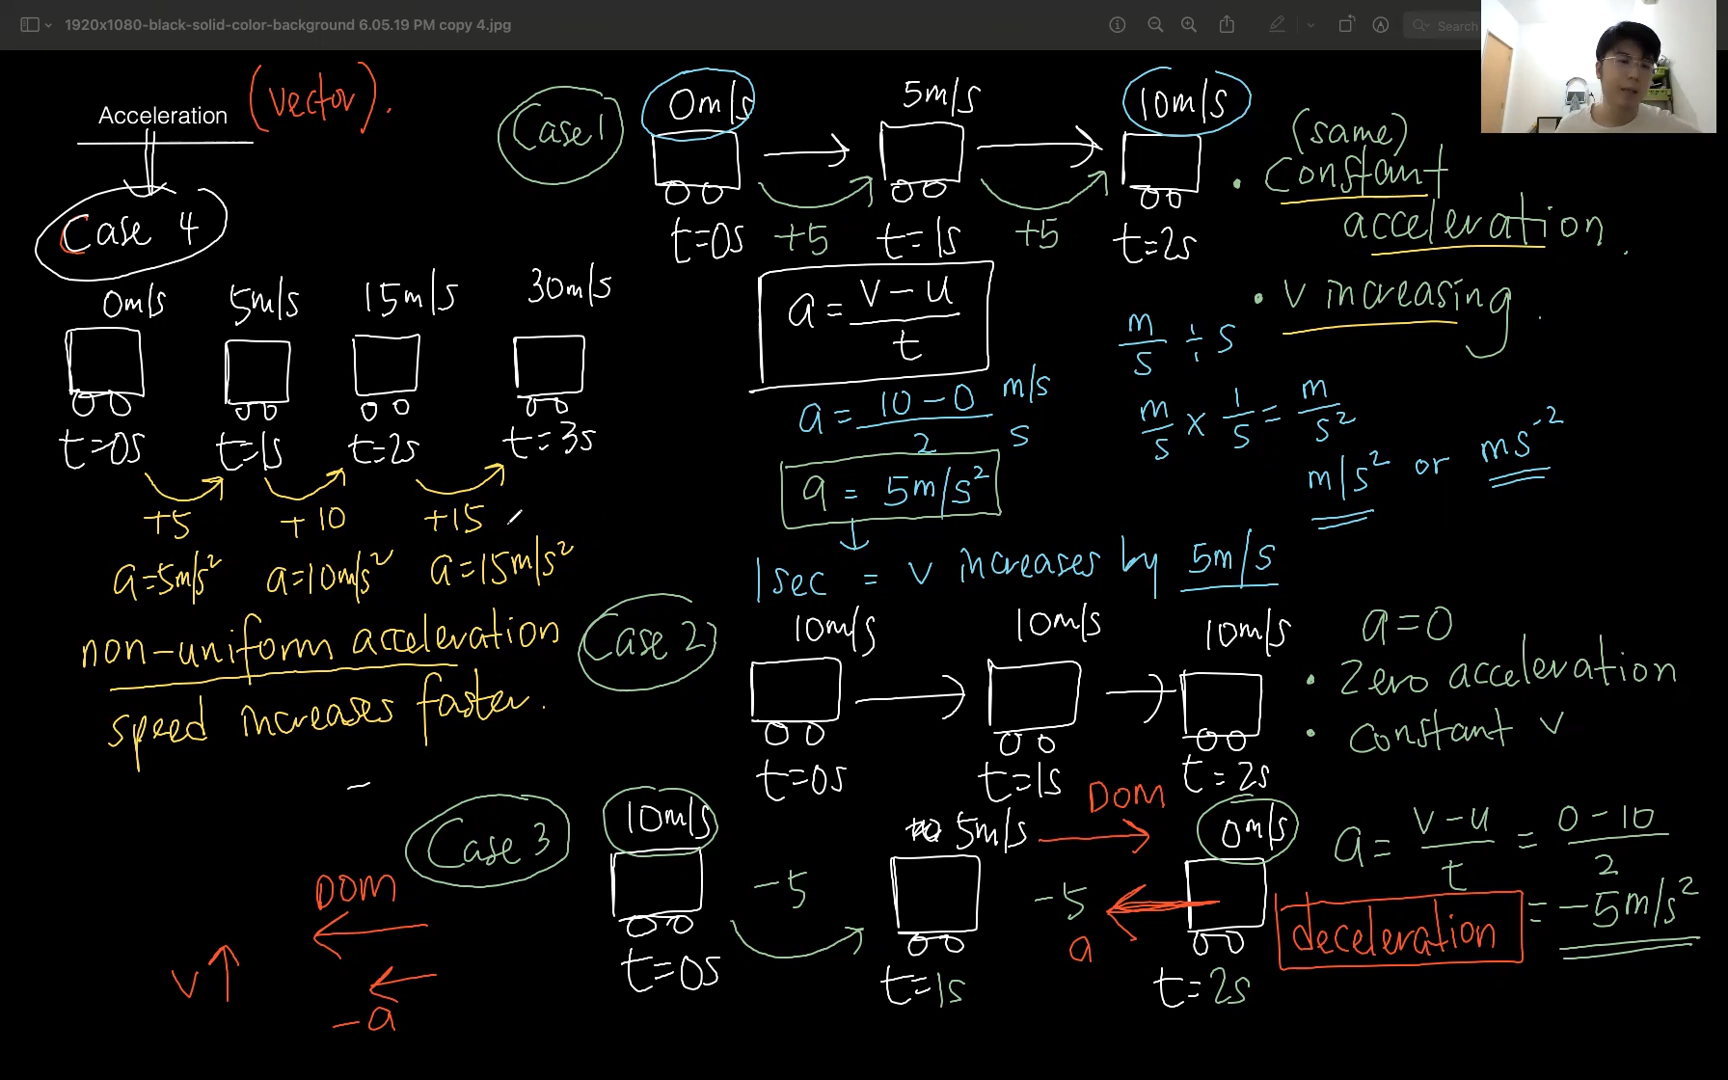 1920x1080-black-solid-color-background 6.05.19 PM copy 4.jpg
Search
Acceleration (vector).
Case 1
0m/s 5m/s 10m/s
t=0s +5 t=1s +5 t=2s
• (same)
Constant
acceleration.
• v increasing.
a = v - u / t
a = 10 - 0 / 2 m/s / s
a = 5m/s²
1sec = v increases by 5m/s
m/s ÷ s
m/s × 1/s = m/s²
m/s² or ms⁻²
Case 4
0m/s 5m/s 15m/s 30m/s
t=0s t=1s t=2s t=3s
+5 +10 +15
a=5m/s² a=10m/s² a=15m/s²
non-uniform acceleration
speed increases faster.
Case 2
10m/s 10m/s 10m/s
t=0s t=1s t=2s
a=0
• Zero acceleration
• constant v
Case 3
10m/s 5m/s DOM 0m/s
-5 -5
a
t=0s t=1s t=2s
a = v-u / t = 0-10 / 2
= -5m/s²
deceleration
DOM
v↑
-a